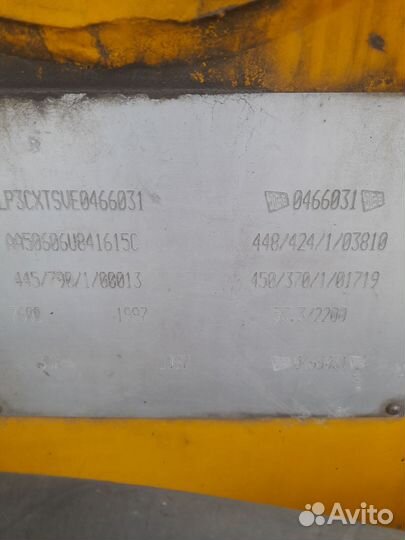 LP3CXTSVE0466031 JCB 0466031 JCB
AA50606U841615C 448/424/1/03810
445/790/1/00013 450/370/1/01719
1997 /2200
Avito